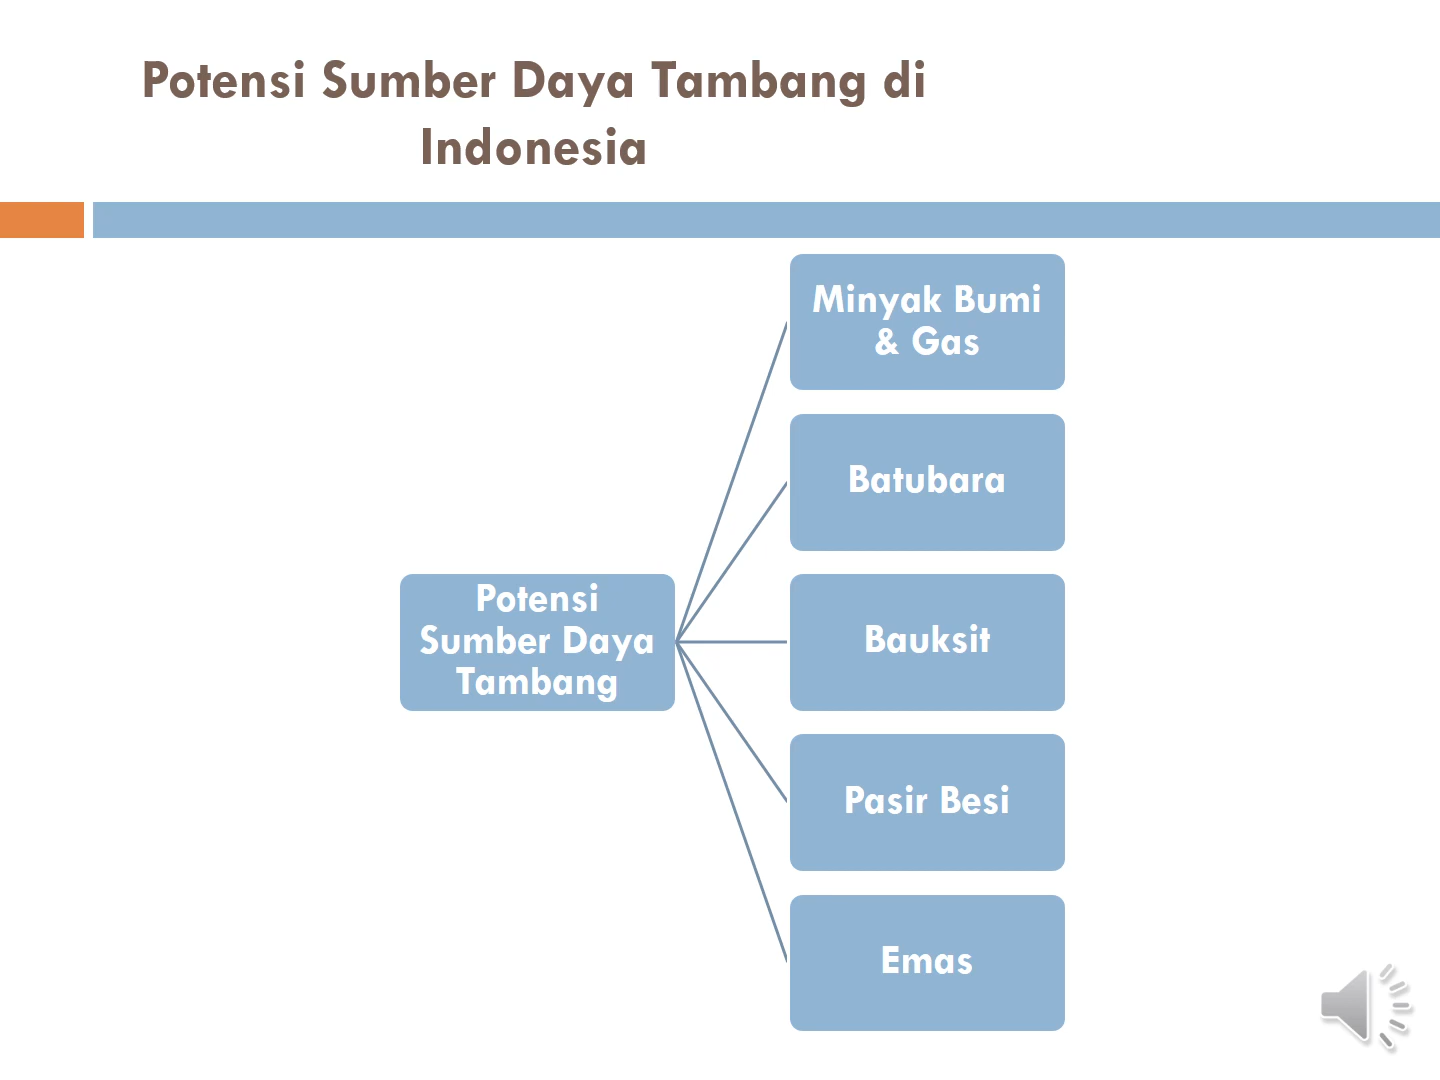 Potensi Sumber Daya Tambang di
Indonesia
Minyak Bumi
& Gas
Batubara
Potensi
Sumber Daya
Tambang
Bauksit
Pasir Besi
Emas